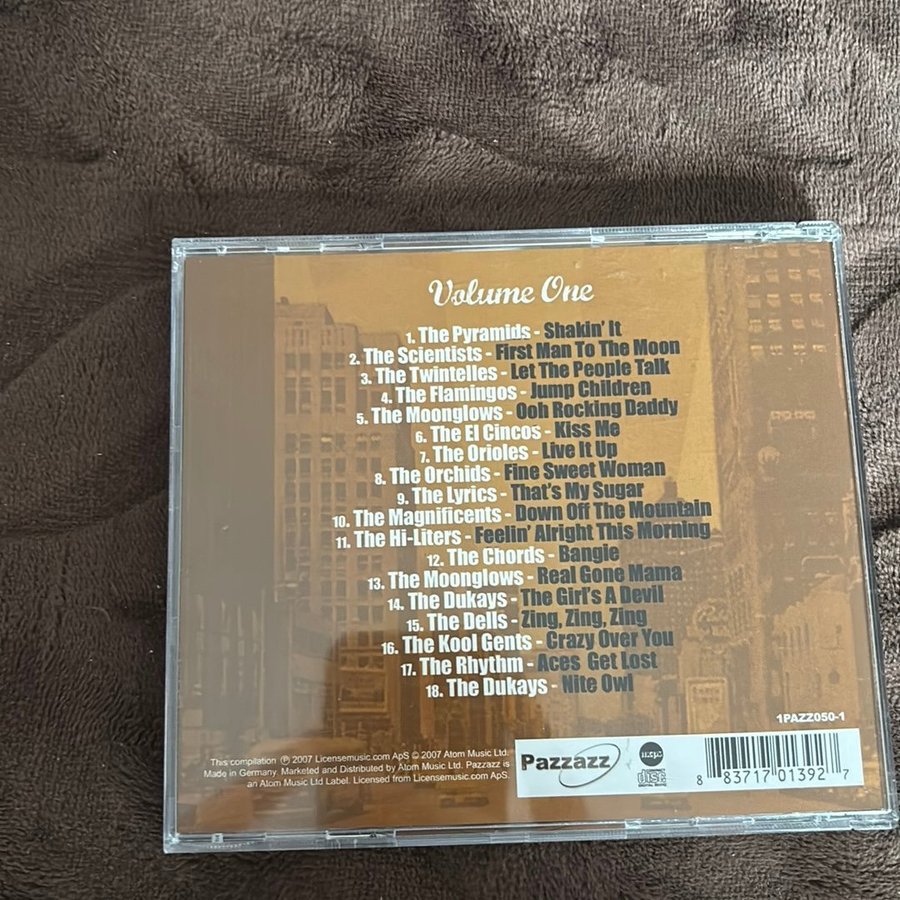 Volume One
1. The Pyramids - Shakin' It
2. The Scientists - First Man To The Moon
3. The Twintelles - Let The People Talk
4. The Flamingos - Jump Children
5. The Moonglows - Ooh Rocking Daddy
6. The El Cincos - Kiss Me
7. The Orioles - Live It Up
8. The Orchids - Fine Sweet Woman
9. The Lyrics - That's My Sugar
10. The Magnificents - Down Off The Mountain
11. The Hi-Liters - Feelin' Alright This Morning
12. The Chords - Bangie
13. The Moonglows - Real Gone Mama
14. The Dukays - The Girl's A Devil
15. The Dells - Zing, Zing, Zing
16. The Kool Gents - Crazy Over You
17. The Rhythm - Aces Get Lost
18. The Dukays - Nite Owl
1PAZZ050-1
This compilation ℗ 2007 Licensemusic.com ApS © 2007 Atom Music Ltd.
Made in Germany. Marketed and Distributed by Atom Music Ltd. Pazzazz is
an Atom Music Ltd Label. Licensed from Licensemusic.com ApS.
Pazzazz
mcps
COMPACT
disc
DIGITAL AUDIO
8 83717 01392 7